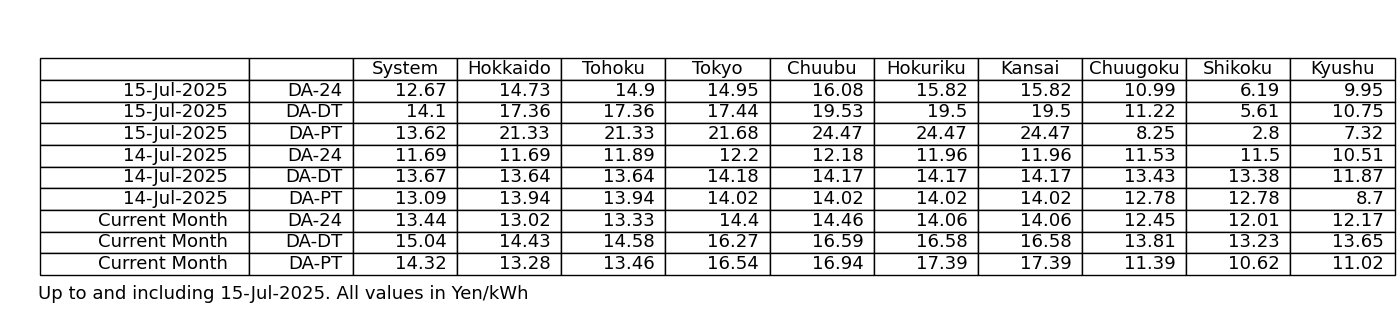 System Hokkaido Tohoku Tokyo Chuubu Hokuriku Kansai Chuugoku Shikoku Kyushu
15-Jul-2025 DA-24 12.67 14.73 14.9 14.95 16.08 15.82 15.82 10.99 6.19 9.95
15-Jul-2025 DA-DT 14.1 17.36 17.36 17.44 19.53 19.5 19.5 11.22 5.61 10.75
15-Jul-2025 DA-PT 13.62 21.33 21.33 21.68 24.47 24.47 24.47 8.25 2.8 7.32
14-Jul-2025 DA-24 11.69 11.69 11.89 12.2 12.18 11.96 11.96 11.53 11.5 10.51
14-Jul-2025 DA-DT 13.67 13.64 13.64 14.18 14.17 14.17 14.17 13.43 13.38 11.87
14-Jul-2025 DA-PT 13.09 13.94 13.94 14.02 14.02 14.02 14.02 12.78 12.78 8.7
Current Month DA-24 13.44 13.02 13.33 14.4 14.46 14.06 14.06 12.45 12.01 12.17
Current Month DA-DT 15.04 14.43 14.58 16.27 16.59 16.58 16.58 13.81 13.23 13.65
Current Month DA-PT 14.32 13.28 13.46 16.54 16.94 17.39 17.39 11.39 10.62 11.02
Up to and including 15-Jul-2025. All values in Yen/kWh